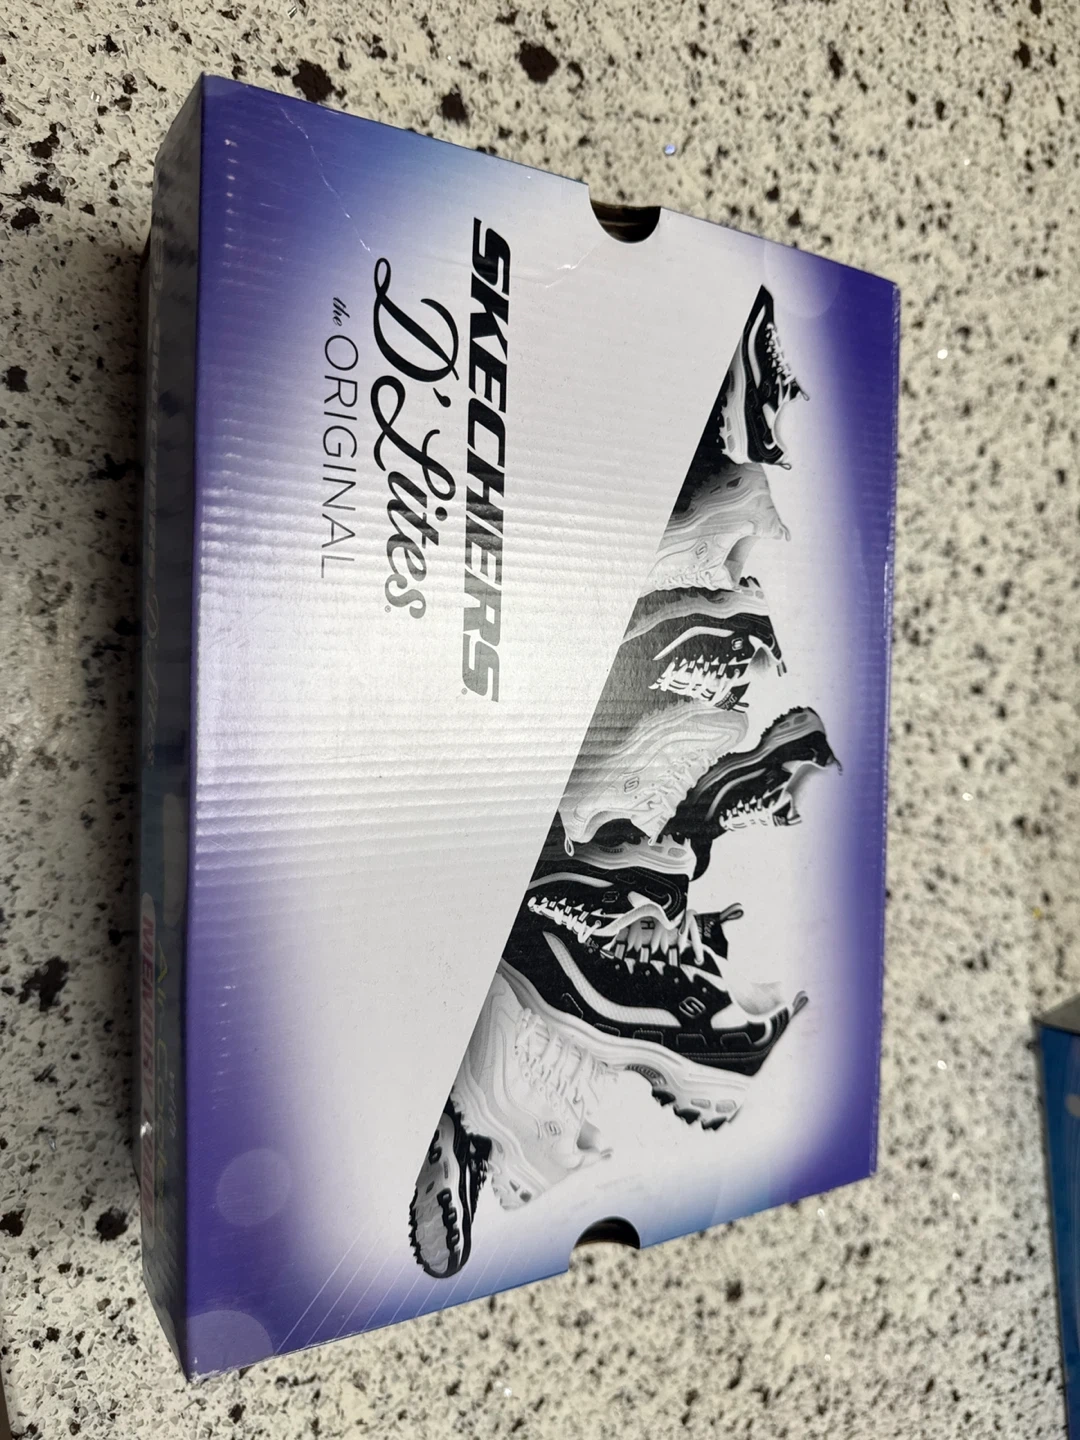 SKECHERS®
D'Lites®
the ORIGINAL
MEMORY FOAM